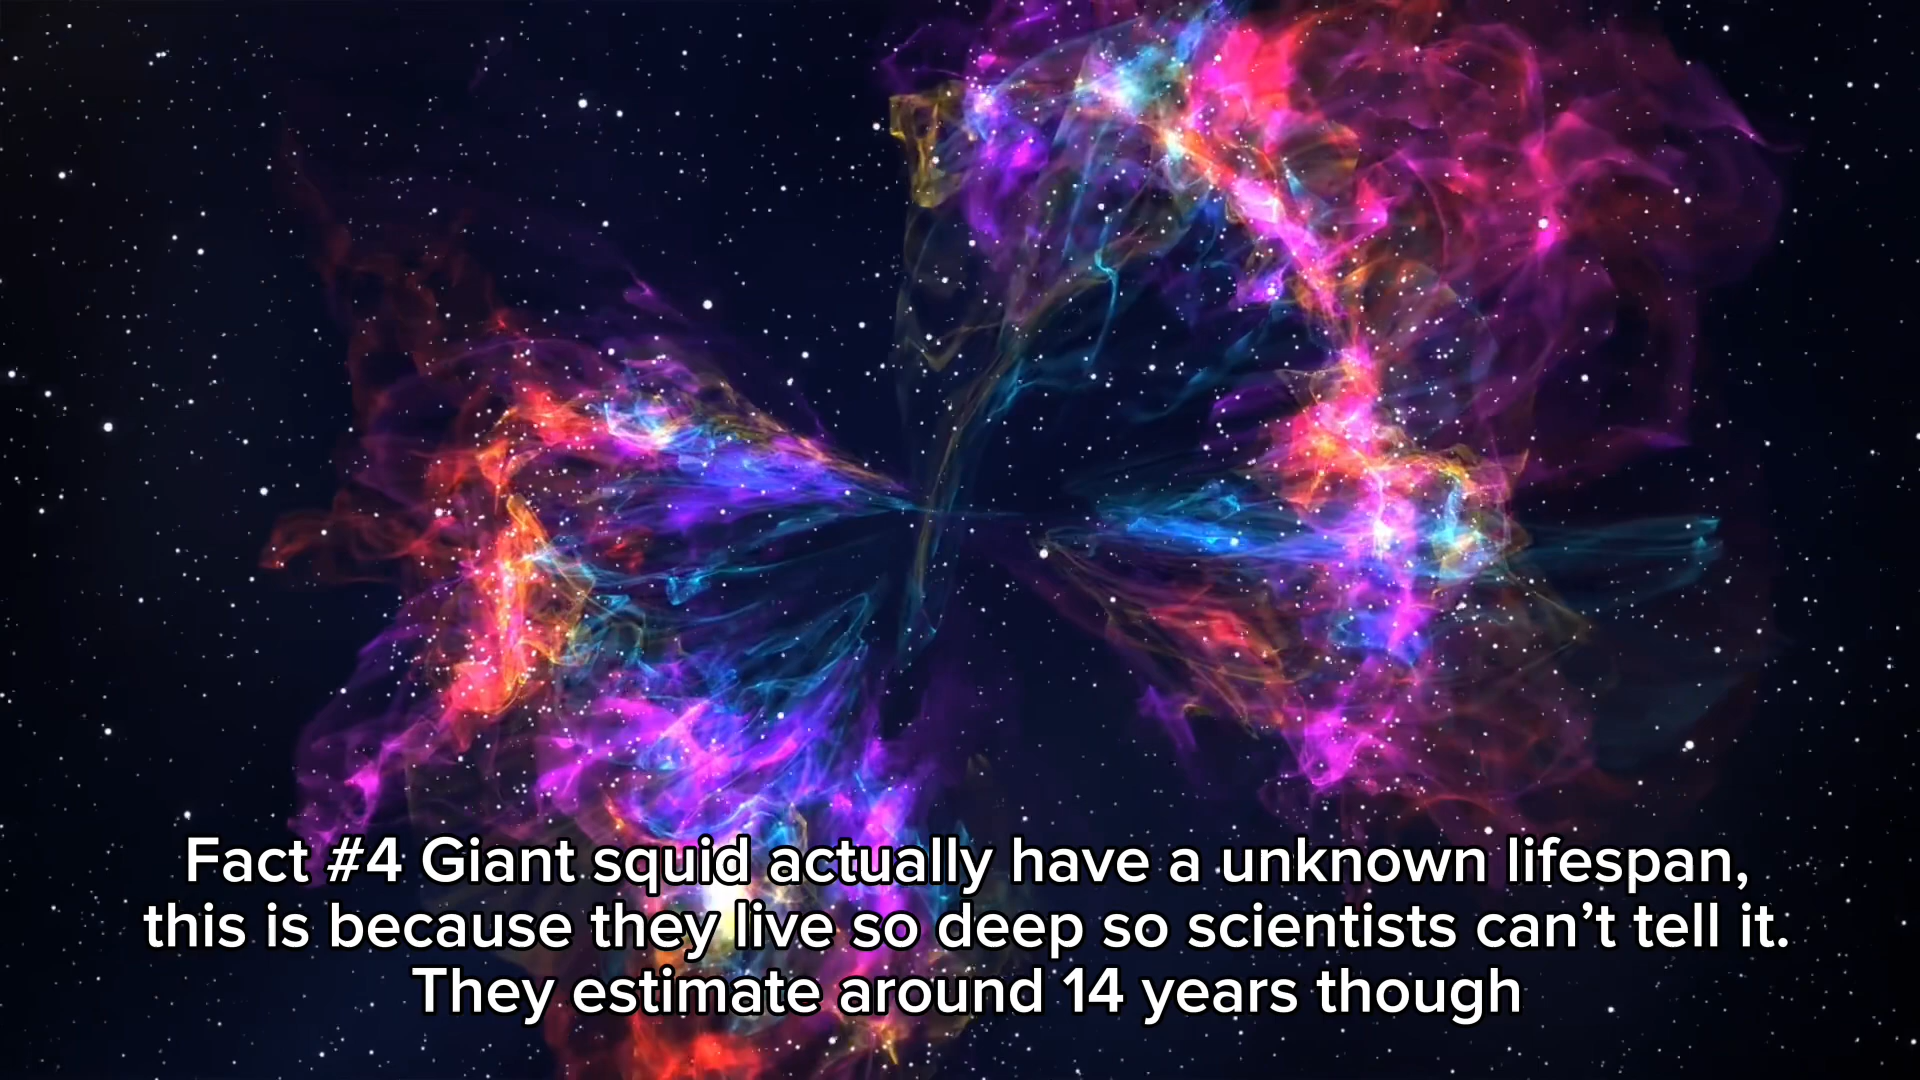 Fact #4 Giant squid actually have a unknown lifespan,
this is because they live so deep so scientists can’t tell it.
They estimate around 14 years though